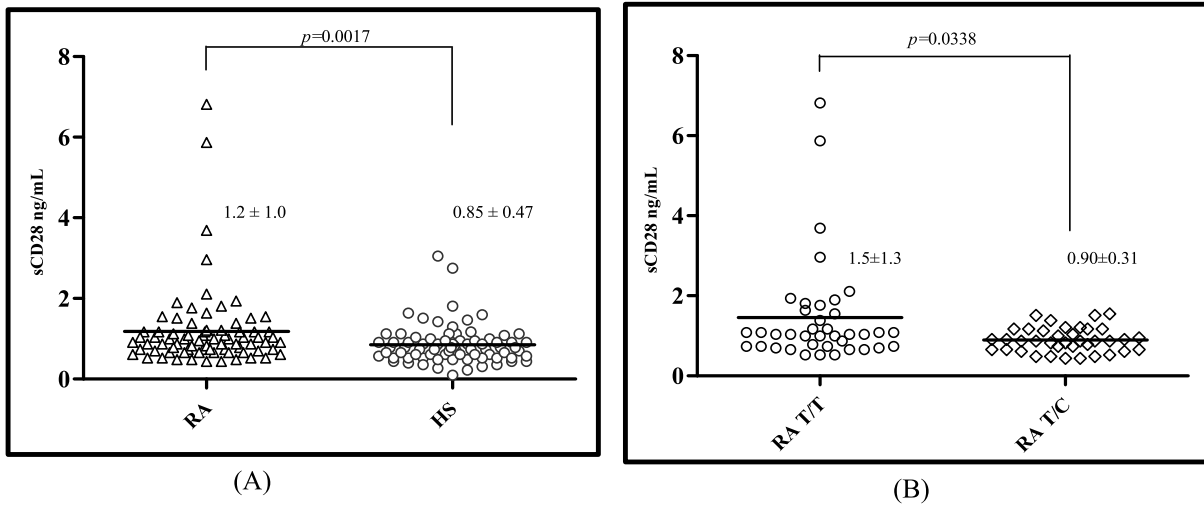 p=0.0017
8
6
4
2
0
sCD28 ng/mL
1.2 ± 1.0
0.85 ± 0.47
RA
HS
(A)
p=0.0338
8
6
4
2
0
sCD28 ng/mL
1.5±1.3
0.90±0.31
RA T/T
RA T/C
(B)